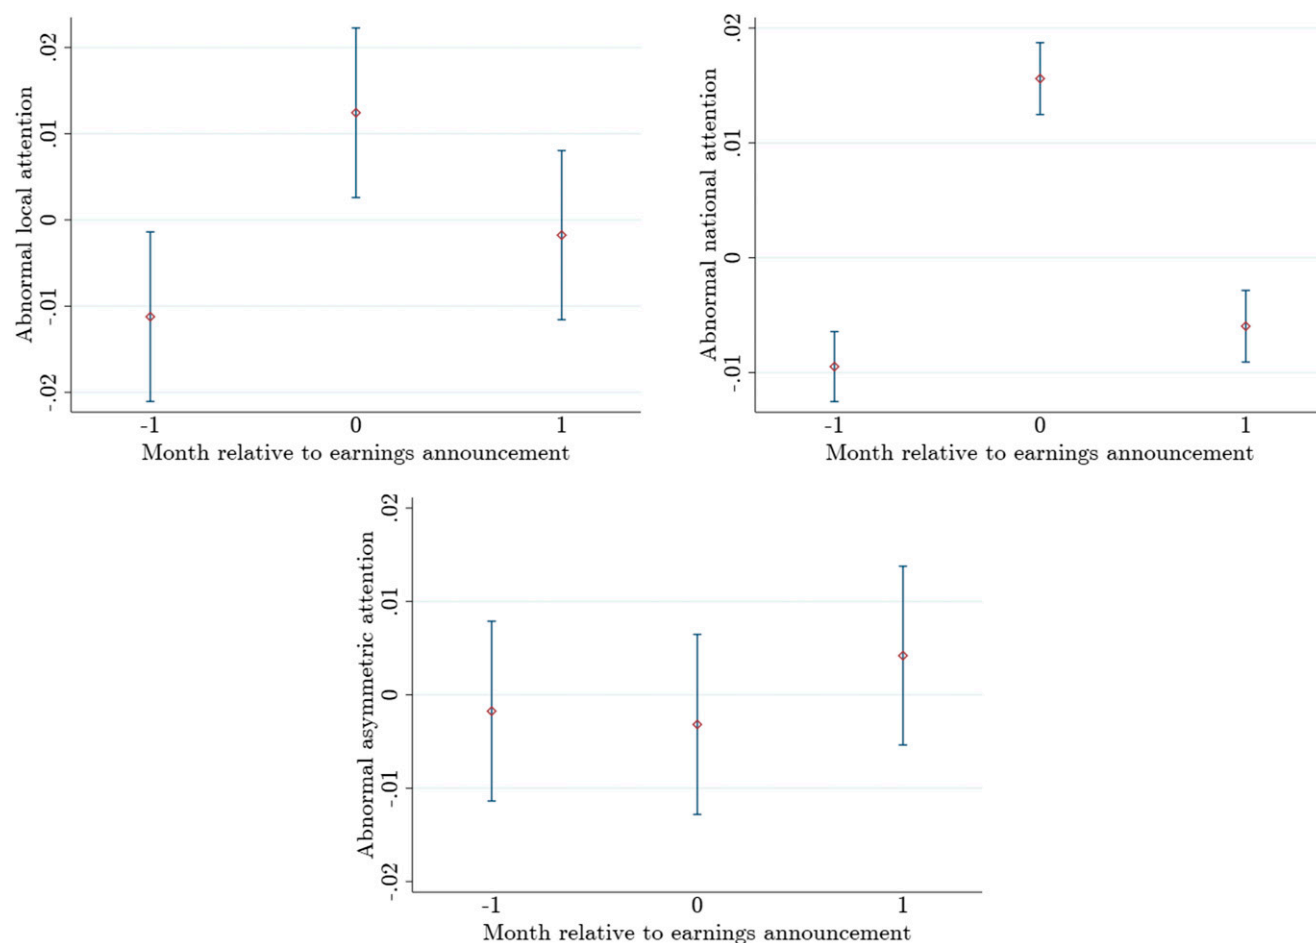 Abnormal local attention
.02
.01
0
-.01
-.02
-1 0 1
Month relative to earnings announcement
Abnormal national attention
.02
.01
0
-.01
-1 0 1
Month relative to earnings announcement
Abnormal asymmetric attention
.02
.01
0
-.01
-.02
-1 0 1
Month relative to earnings announcement